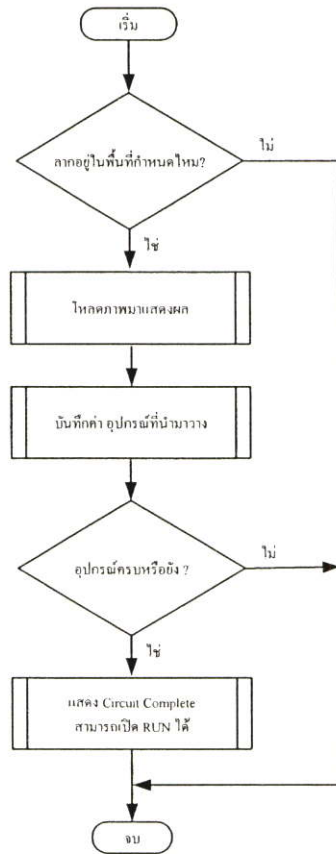 เริ่ม
ลากอยู่ในพื้นที่กำหนดไหม?
ไม่
ใช่
โหลดภาพมาแสดงผล
บันทึกค่า อุปกรณ์ที่นำมาวาง
อุปกรณ์ครบหรือยัง ?
ไม่
ใช่
แสดง Circuit Complete
สามารถเปิด RUN ได้
จบ